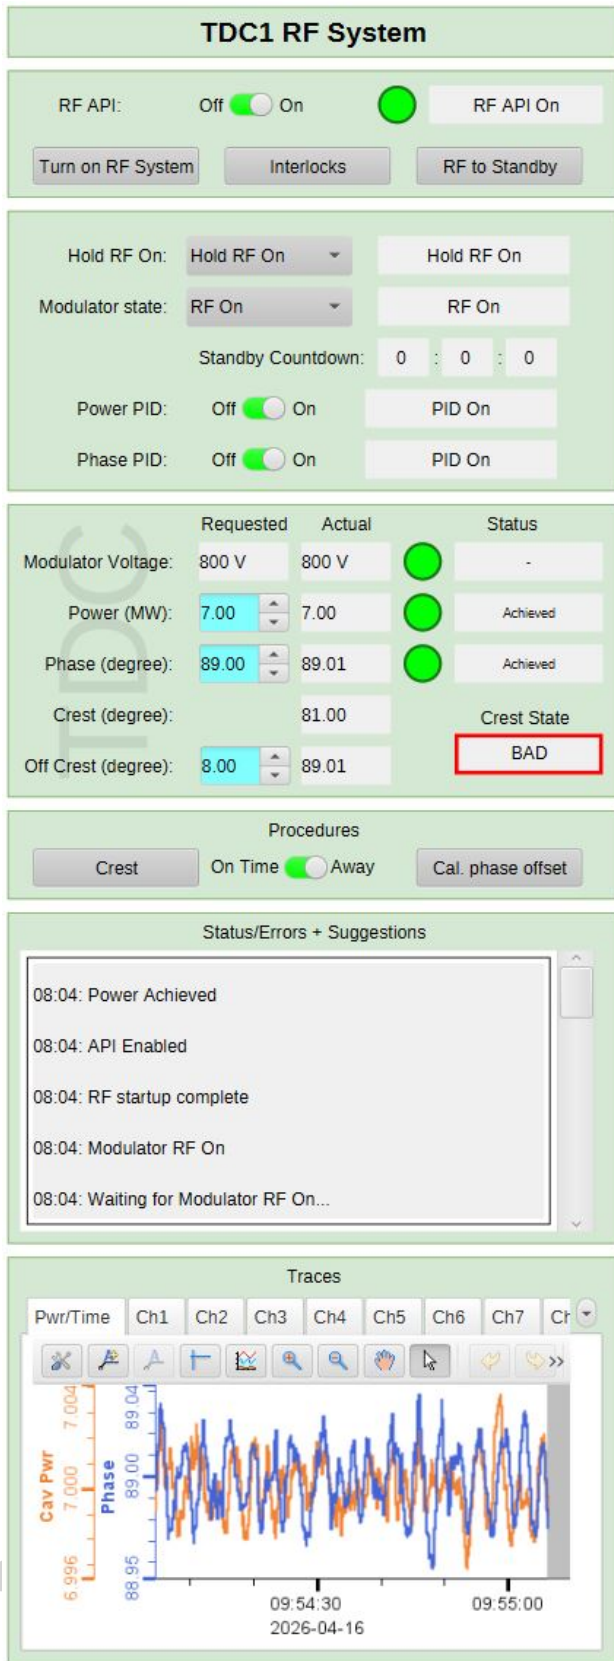 TDC1 RF System
RF API: Off On RF API On
Turn on RF System Interlocks RF to Standby
Hold RF On: Hold RF On Hold RF On
Modulator state: RF On RF On
Standby Countdown: 0 : 0 : 0
Power PID: Off On PID On
Phase PID: Off On PID On
TDC
Requested Actual Status
Modulator Voltage: 800 V 800 V -
Power (MW): 7.00 7.00 Achieved
Phase (degree): 89.00 89.01 Achieved
Crest (degree): 81.00 Crest State
Off Crest (degree): 8.00 89.01 BAD
Procedures
Crest On Time Away Cal. phase offset
Status/Errors + Suggestions
08:04: Power Achieved
08:04: API Enabled
08:04: RF startup complete
08:04: Modulator RF On
08:04: Waiting for Modulator RF On...
Traces
Pwr/Time Ch1 Ch2 Ch3 Ch4 Ch5 Ch6 Ch7
Cav Pwr
7.004
7.000
6.996
Phase
89.04
89.00
88.95
09:54:30 09:55:00
2026-04-16